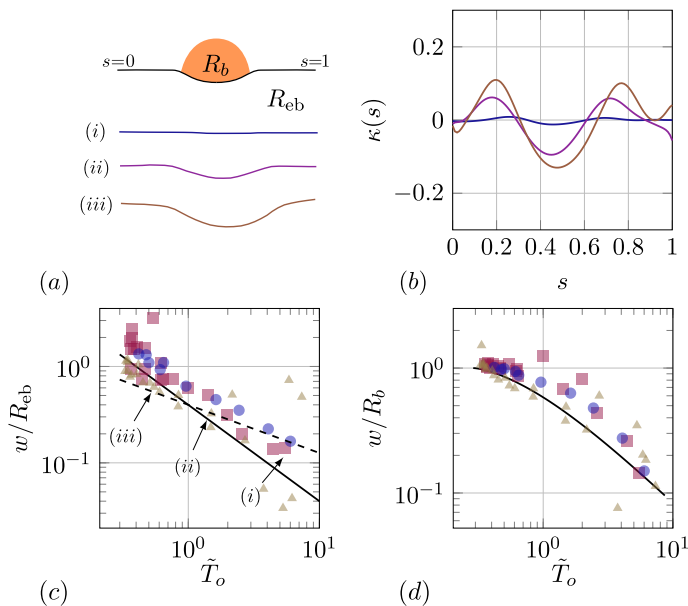 s=0 s=1
R_b
R_eb
(i)
(ii)
(iii)
(a)
κ(s)
0.2
0
−0.2
0 0.2 0.4 0.6 0.8 1
s
(b)
w/R_eb
10^0
10^−1
(iii)
(ii)
(i)
10^0 10^1
T̃_o
(c)
w/R_b
10^0
10^−1
10^0 10^1
T̃_o
(d)